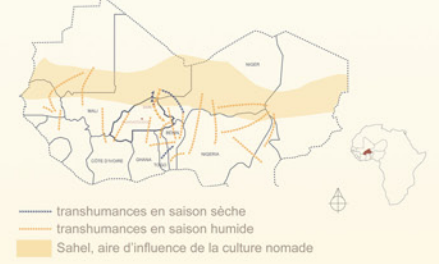 NIGER
MALI
BENIN
CÔTE D'IVOIRE
GHANA
TOGO
NIGERIA
transhumances en saison sèche
transhumances en saison humide
Sahel, aire d'influence de la culture nomade